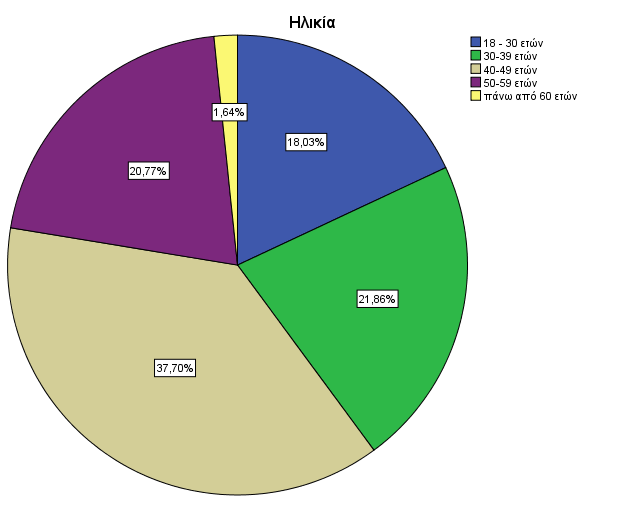 Ηλικία
18 - 30 ετών
30-39 ετών
40-49 ετών
50-59 ετών
πάνω από 60 ετών
1,64%
18,03%
20,77%
21,86%
37,70%